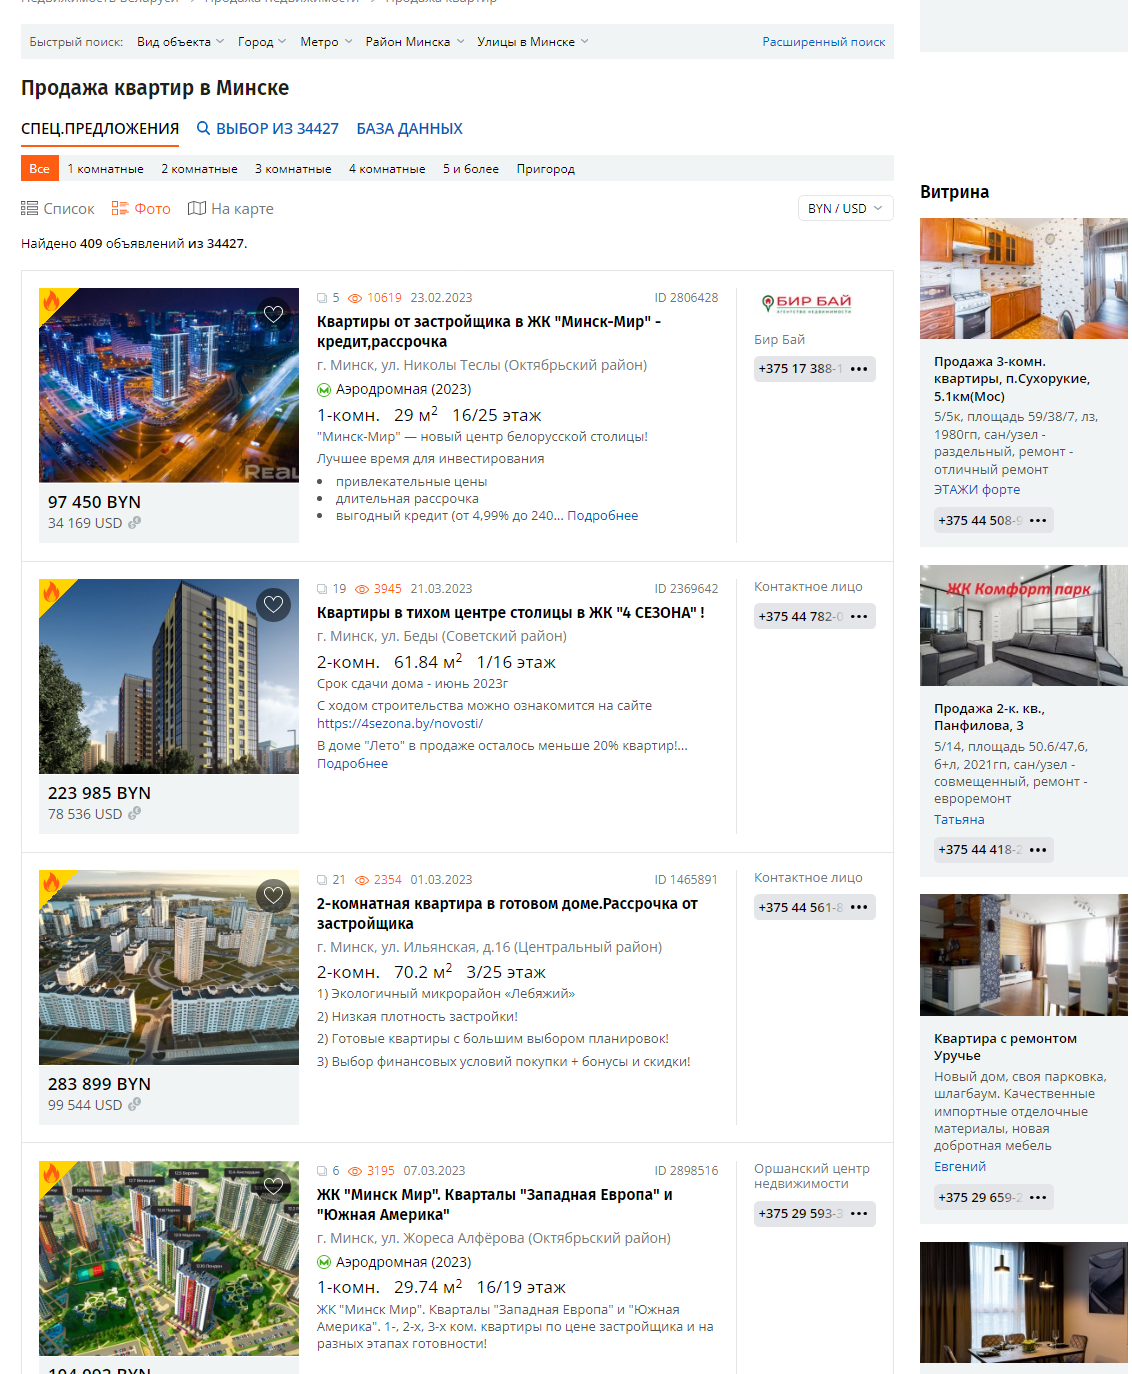 Быстрый поиск: Вид объекта Город Метро Район Минска Улицы в Минске Расширенный поиск
Продажа квартир в Минске
СПЕЦ.ПРЕДЛОЖЕНИЯ ВЫБОР ИЗ 34427 БАЗА ДАННЫХ
Все 1 комнатные 2 комнатные 3 комнатные 4 комнатные 5 и более Пригород
Список Фото На карте BYN / USD
Найдено 409 объявлений из 34427.
5 10619 23.02.2023 ID 2806428
Квартиры от застройщика в ЖК "Минск-Мир" -
кредит,рассрочка
г. Минск, ул. Николы Теслы (Октябрьский район)
Аэродромная (2023)
1-комн. 29 м2 16/25 этаж
"Минск-Мир" — новый центр белорусской столицы!
Лучшее время для инвестирования
• привлекательные цены
• длительная рассрочка
• выгодный кредит (от 4,99% до 240... Подробнее
97 450 BYN
34 169 USD
БИР БАЙ
АГЕНТСТВО НЕДВИЖИМОСТИ
Бир Бай
+375 17 388-1 •••
19 3945 21.03.2023 ID 2369642
Квартиры в тихом центре столицы в ЖК "4 СЕЗОНА" !
г. Минск, ул. Беды (Советский район)
2-комн. 61.84 м2 1/16 этаж
Срок сдачи дома - июнь 2023г
С ходом строительства можно ознакомится на сайте
https://4sezona.by/novosti/
В доме "Лето" в продаже осталось меньше 20% квартир!...
Подробнее
223 985 BYN
78 536 USD
Контактное лицо
+375 44 782-0 •••
21 2354 01.03.2023 ID 1465891
2-комнатная квартира в готовом доме.Рассрочка от
застройщика
г. Минск, ул. Ильянская, д.16 (Центральный район)
2-комн. 70.2 м2 3/25 этаж
1) Экологичный микрорайон «Лебяжий»
2) Низкая плотность застройки!
2) Готовые квартиры с большим выбором планировок!
3) Выбор финансовых условий покупки + бонусы и скидки!
283 899 BYN
99 544 USD
Контактное лицо
+375 44 561-8 •••
6 3195 07.03.2023 ID 2898516
ЖК "Минск Мир". Кварталы "Западная Европа" и
"Южная Америка"
г. Минск, ул. Жореса Алфёрова (Октябрьский район)
Аэродромная (2023)
1-комн. 29.74 м2 16/19 этаж
ЖК "Минск Мир". Кварталы "Западная Европа" и "Южная
Америка". 1-, 2-х, 3-х ком. квартиры по цене застройщика и на
разных этапах готовности!
Оршанский центр
недвижимости
+375 29 593-3 •••
Витрина
Продажа 3-комн.
квартиры, п.Сухорукие,
5.1км(Мос)
5/5к, площадь 59/38/7, лз,
1980гп, сан/узел -
раздельный, ремонт -
отличный ремонт
ЭТАЖИ форте
+375 44 508-9 •••
ЖК Комфорт парк
Продажа 2-к. кв.,
Панфилова, 3
5/14, площадь 50.6/47,6,
6+л, 2021гп, сан/узел -
совмещенный, ремонт -
евроремонт
Татьяна
+375 44 418-2 •••
Квартира с ремонтом
Уручье
Новый дом, своя парковка,
шлагбаум. Качественные
импортные отделочные
материалы, новая
добротная мебель
Евгений
+375 29 659-2 •••